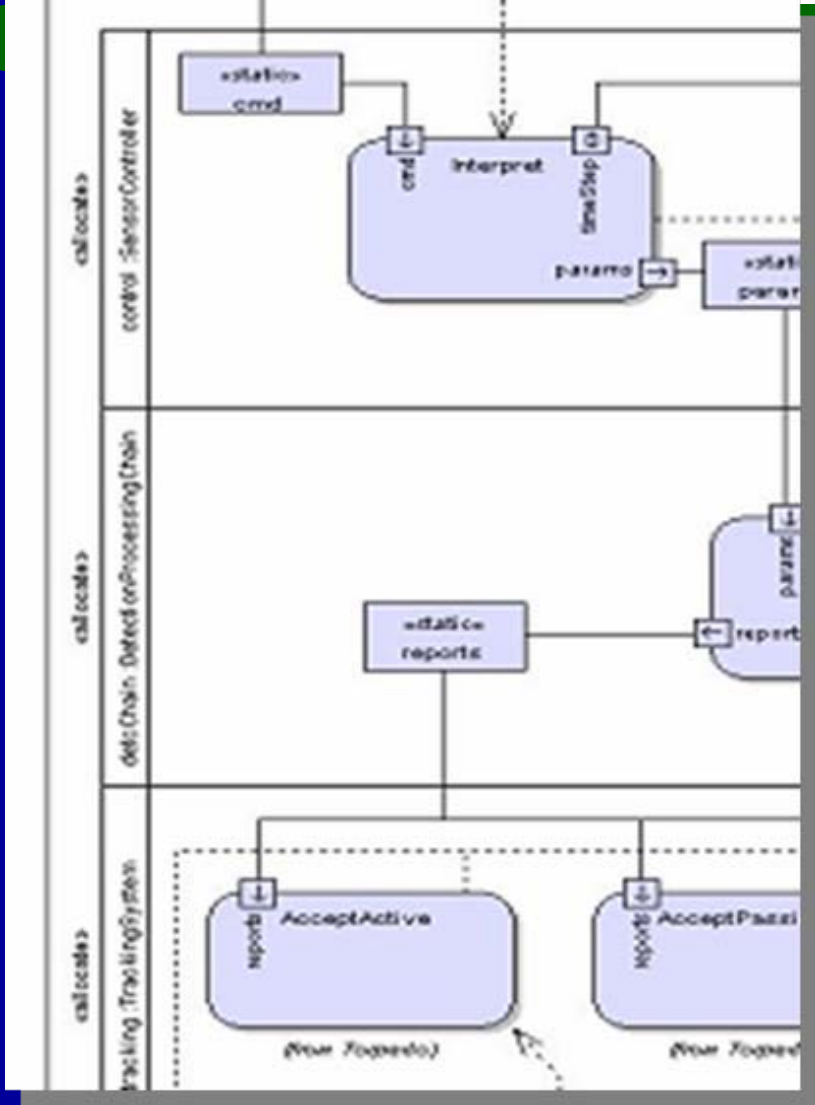 «static»
cmd
cmd
Interpret
timeStep
params
«stati
param
«allocate»
control :SensorController
params
«static»
reports
report
«allocate»
:DetectionProcessingChain
reports
AcceptActive
reports
AcceptPassi
(from Torpedo)
(from Torped
«allocate»
tracking :TrackingSystem